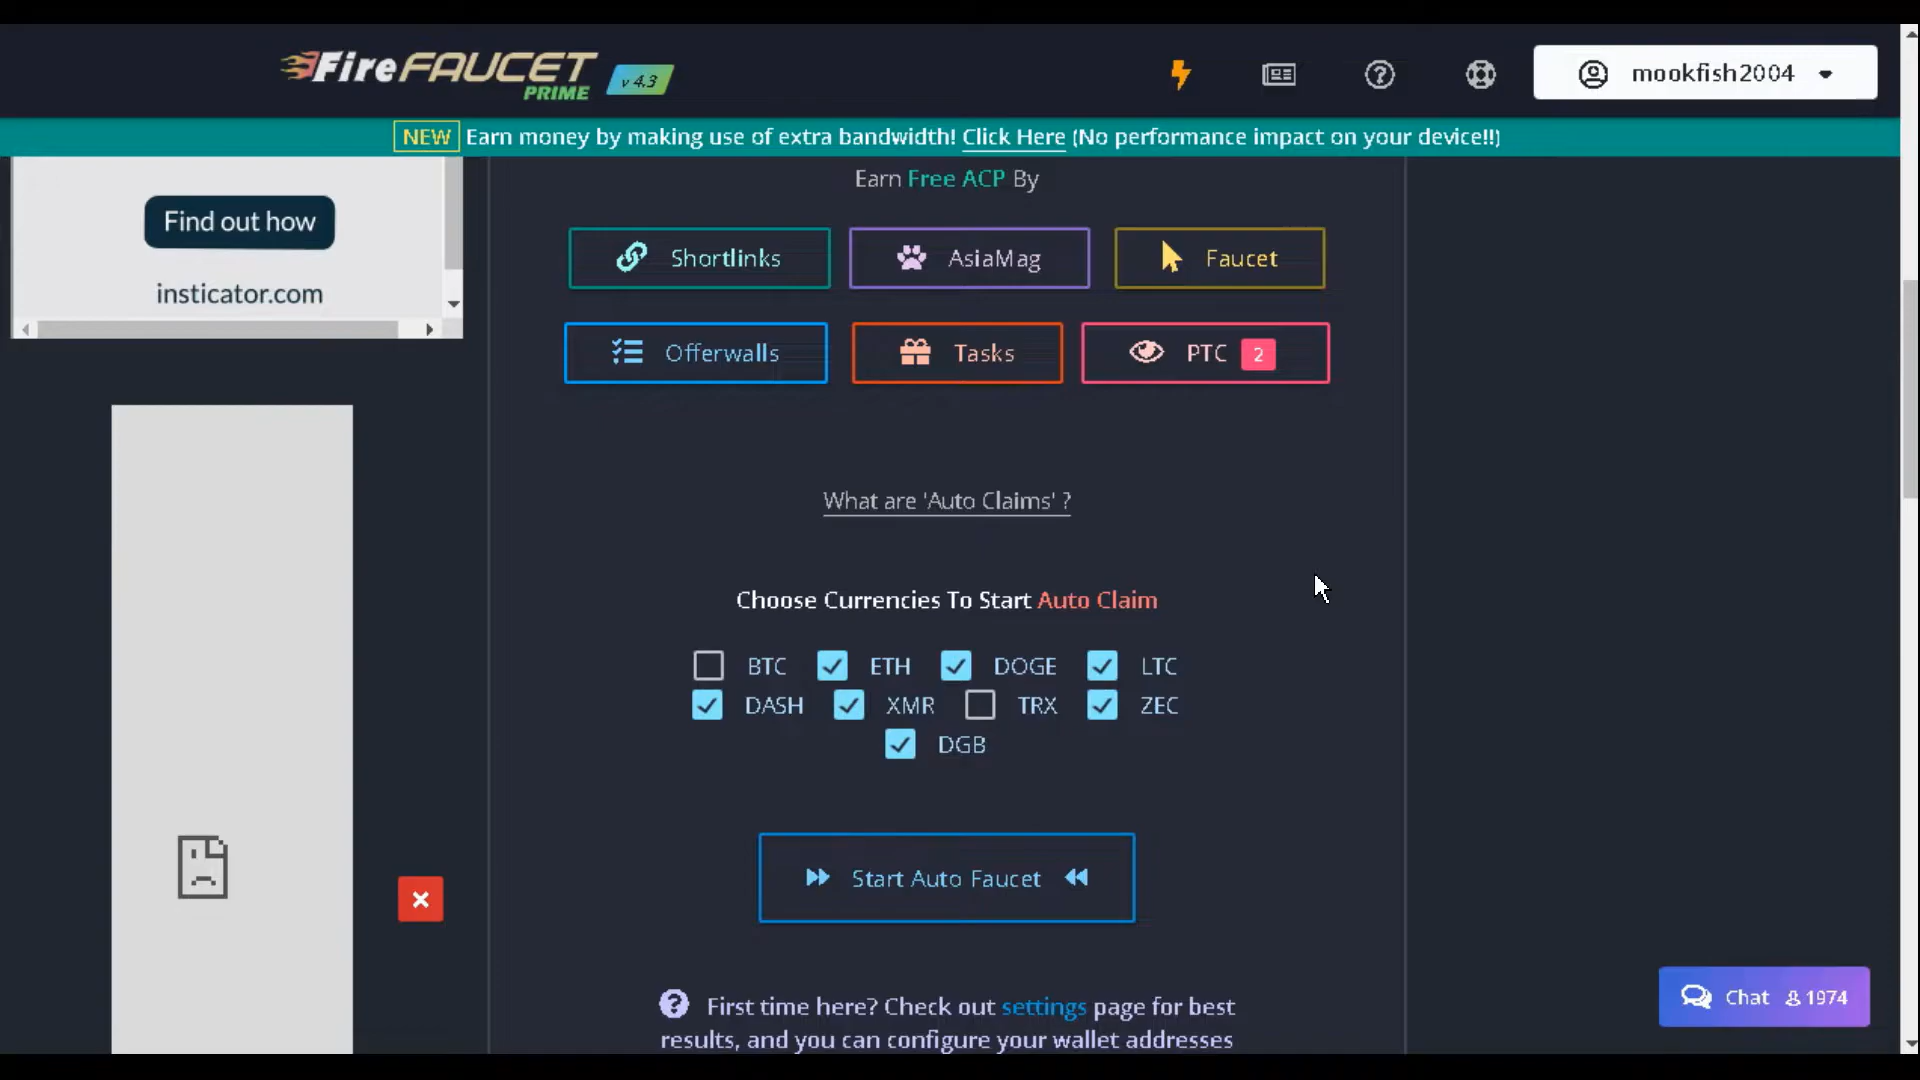 FireFAUCET
PRIME
v 4.3
mookfish2004
NEW Earn money by making use of extra bandwidth! Click Here (No performance impact on your device!!)
Find out how
insticator.com
Earn Free ACP By
Shortlinks
AsiaMag
Faucet
Offerwalls
Tasks
PTC 2
What are 'Auto Claims' ?
Choose Currencies To Start Auto Claim
BTC ETH DOGE LTC
DASH XMR TRX ZEC
DGB
Start Auto Faucet
First time here? Check out settings page for best
results, and you can configure your wallet addresses
Chat 1974